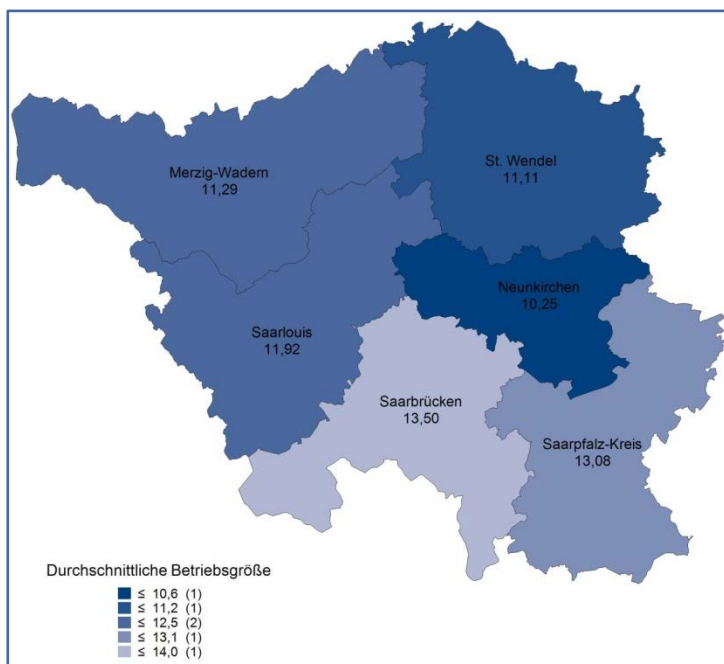 St. Wendel
11,11
Merzig-Wadern
11,29
Neunkirchen
10,25
Saarlouis
11,92
Saarbrücken
13,50
Saarpfalz-Kreis
13,08
Durchschnittliche Betriebsgröße
≤ 10,6 (1)
≤ 11,2 (1)
≤ 12,5 (2)
≤ 13,1 (1)
≤ 14,0 (1)